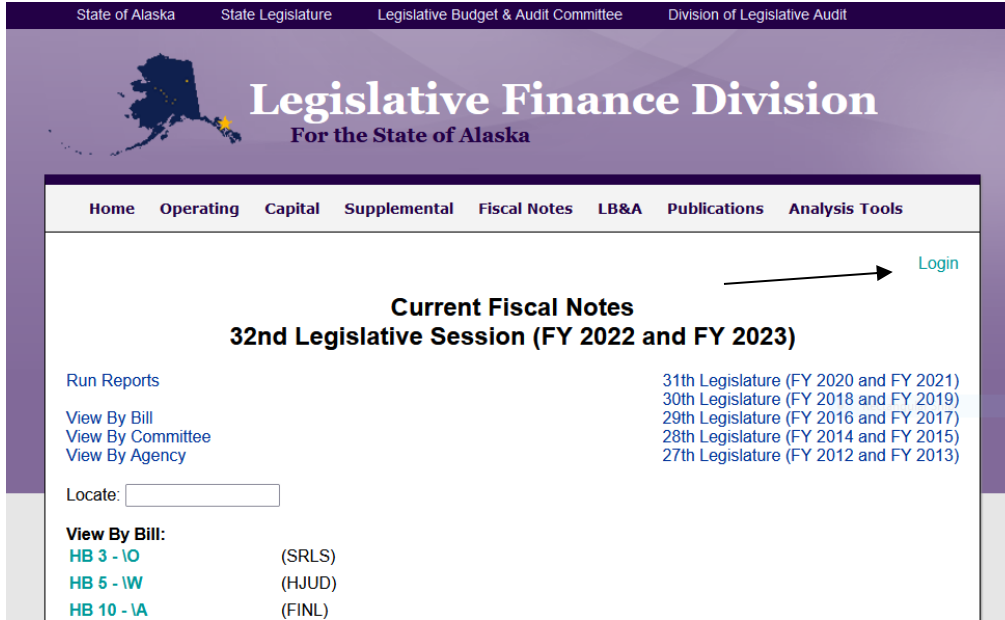 State of Alaska State Legislature Legislative Budget & Audit Committee Division of Legislative Audit
Legislative Finance Division
For the State of Alaska
Home Operating Capital Supplemental Fiscal Notes LB&A Publications Analysis Tools
Login
Current Fiscal Notes
32nd Legislative Session (FY 2022 and FY 2023)
Run Reports
View By Bill
View By Committee
View By Agency
31th Legislature (FY 2020 and FY 2021)
30th Legislature (FY 2018 and FY 2019)
29th Legislature (FY 2016 and FY 2017)
28th Legislature (FY 2014 and FY 2015)
27th Legislature (FY 2012 and FY 2013)
Locate:
View By Bill:
HB 3 - \O (SRLS)
HB 5 - \W (HJUD)
HB 10 - \A (FINL)